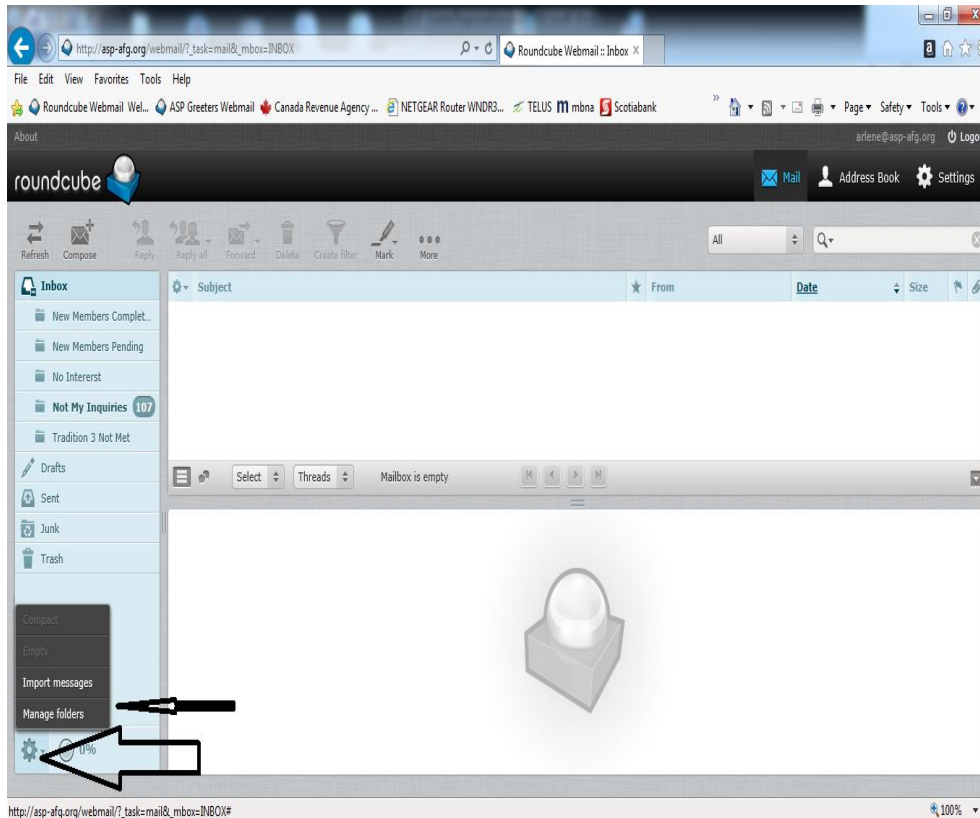 http://asp-afg.org/webmail/?_task=mail&_mbox=INBOX
Roundcube Webmail :: Inbox ×
File Edit View Favorites Tools Help
Roundcube Webmail Wel... ASP Greeters Webmail Canada Revenue Agency ... NETGEAR Router WNDR3... TELUS mbna Scotiabank » Page Safety Tools
About arlene@asp-afg.org Logo
roundcube Mail Address Book Settings
Refresh Compose Reply Reply all Forward Delete Create filter Mark More
All
Inbox Subject From Date Size
New Members Complet...
New Members Pending
No Intererst
Not My Inquiries 107
Tradition 3 Not Met
Drafts
Select Threads Mailbox is empty
Sent
Junk
Trash
Compact
Empty
Import messages
Manage folders
0%
http://asp-afg.org/webmail/?_task=mail&_mbox=INBOX# 100%